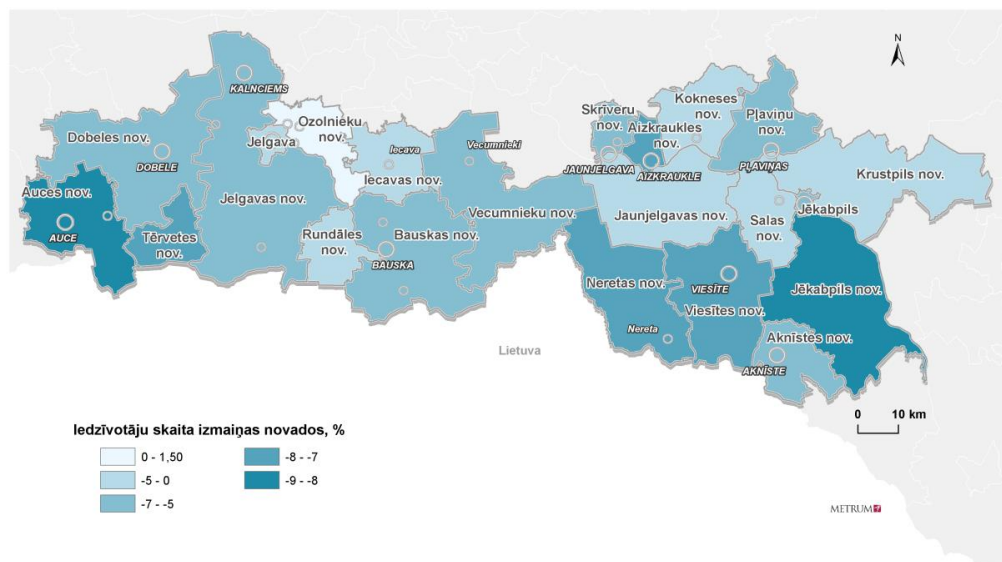 N
KALNCIEMS
Ozolnieku
nov.
Jelgava
Dobeles nov.
DOBELE
Iecava
Iecavas nov.
Vecumnieki
Auces nov.
AUCE
Tērvetes
nov.
Jelgavas nov.
Rundāles
nov.
Bauskas nov.
BAUSKA
Vecumnieku nov.
Skrīveru
nov.
Aizkraukles
nov.
Kokneses
nov.
Pļaviņu
nov.
JAUNJELGAVA
AIZKRAUKLE
PĻAVIŅAS
Krustpils nov.
Jaunjelgavas nov.
Salas
nov.
Jēkabpils
Neretas nov.
VIESĪTE
Viesītes nov.
Jēkabpils nov.
Nereta
Aknīstes nov.
AKNĪSTE
Lietuva
0 10 km
Iedzīvotāju skaita izmaiņas novados, %
0 - 1,50
-5 - 0
-7 - -5
-8 - -7
-9 - -8
METRUM